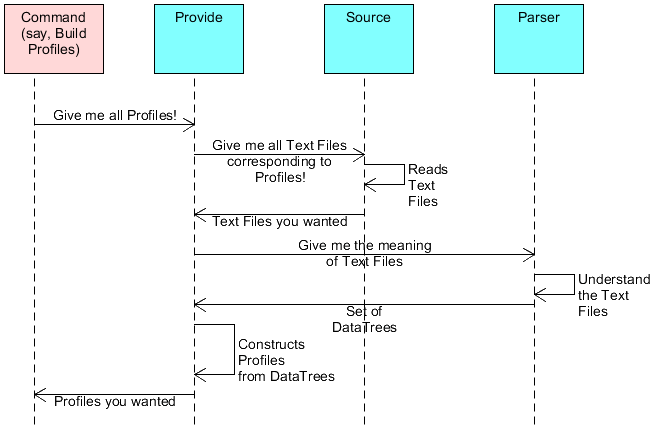 Command
(say, Build
Profiles)
Provide
Source
Parser
Give me all Profiles!
Give me all Text Files
corresponding to
Profiles!
Reads
Text
Files
Text Files you wanted
Give me the meaning
of Text Files
Understand
the Text
Files
Set of
DataTrees
Constructs
Profiles
from DataTrees
Profiles you wanted